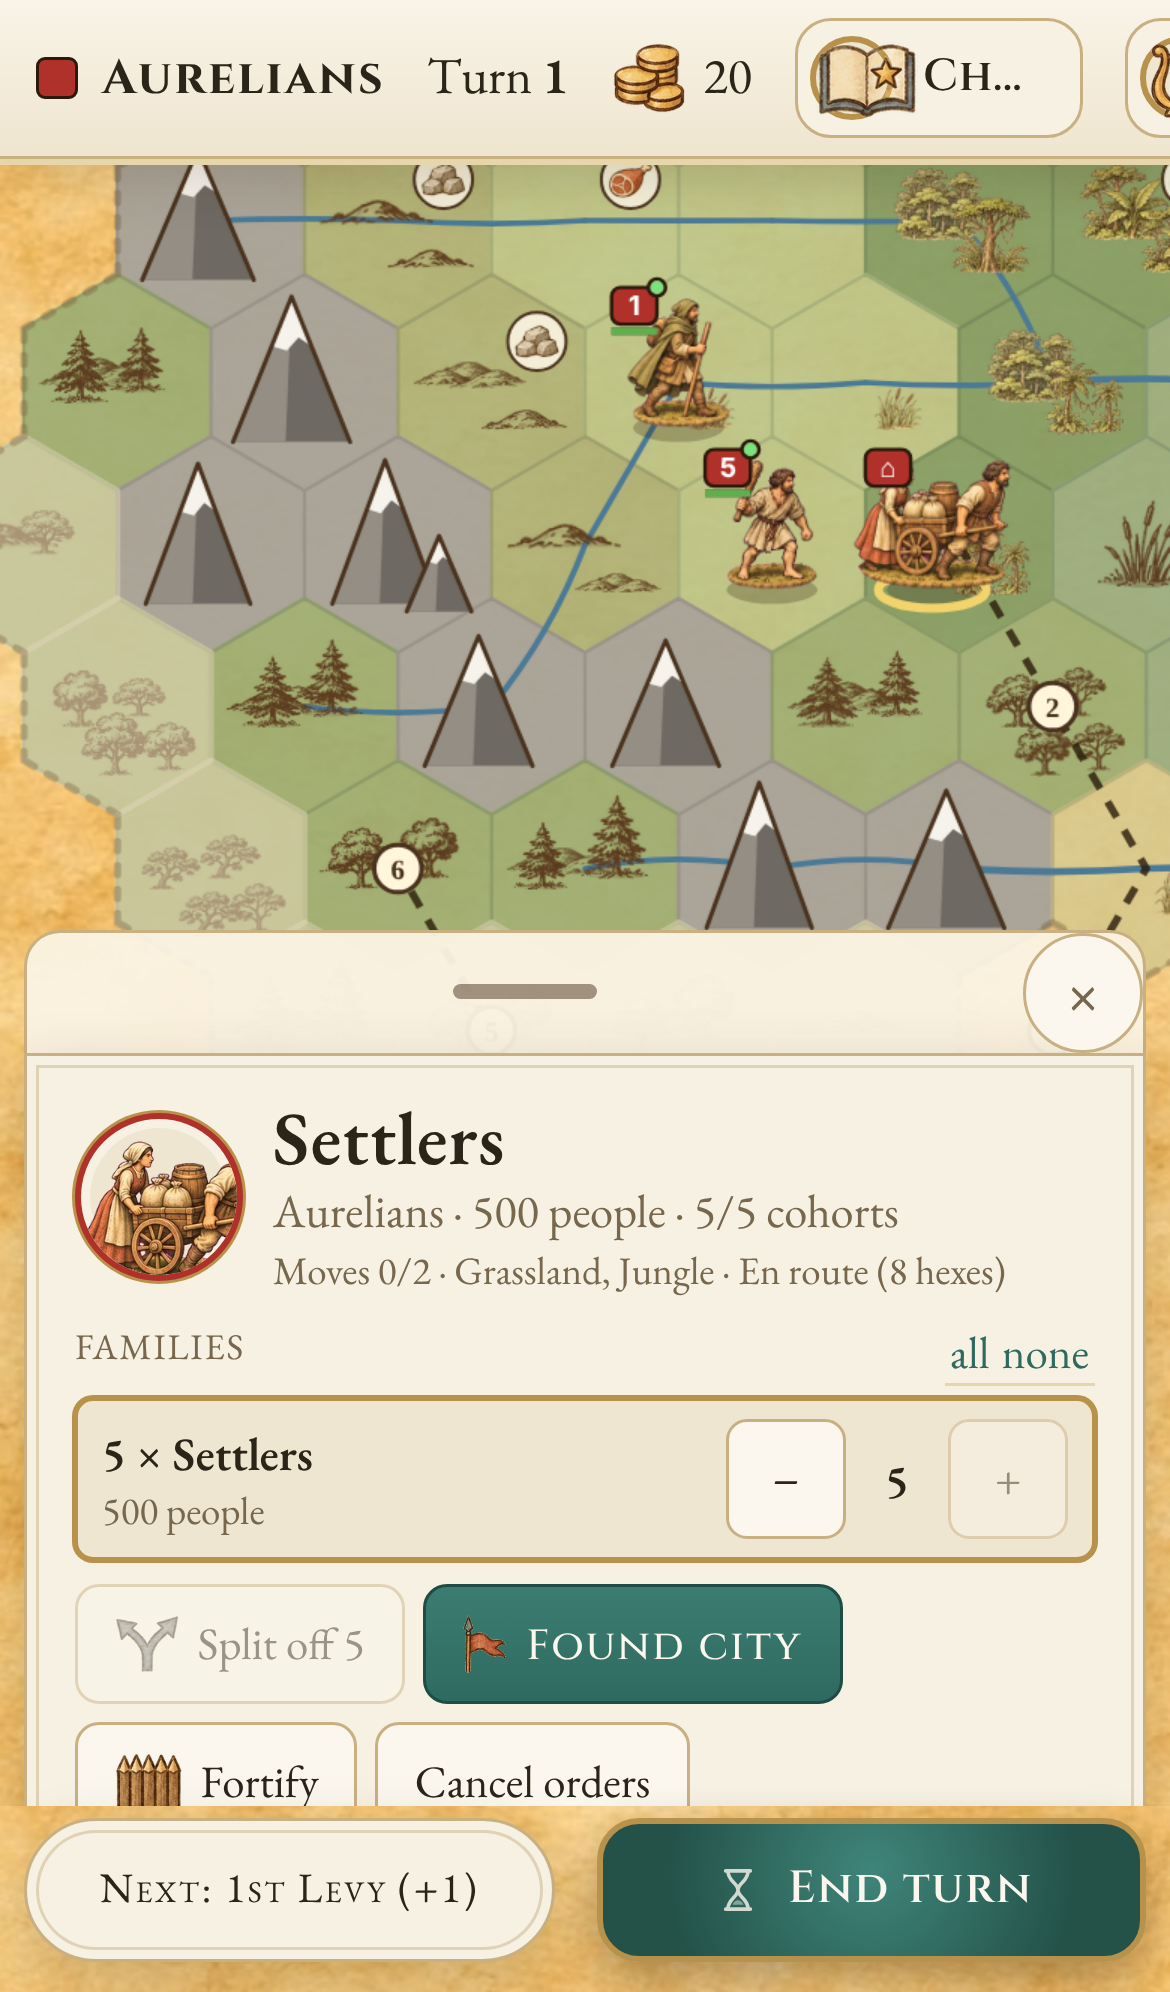 AURELIANS Turn 1 20 CH...
1
5
2
6
5
×
Settlers
Aurelians · 500 people · 5/5 cohorts
Moves 0/2 · Grassland, Jungle · En route (8 hexes)
FAMILIES all none
5 × Settlers
500 people
− 5 +
Split off 5 FOUND CITY
Fortify Cancel orders
NEXT: 1ST LEVY (+1) END TURN